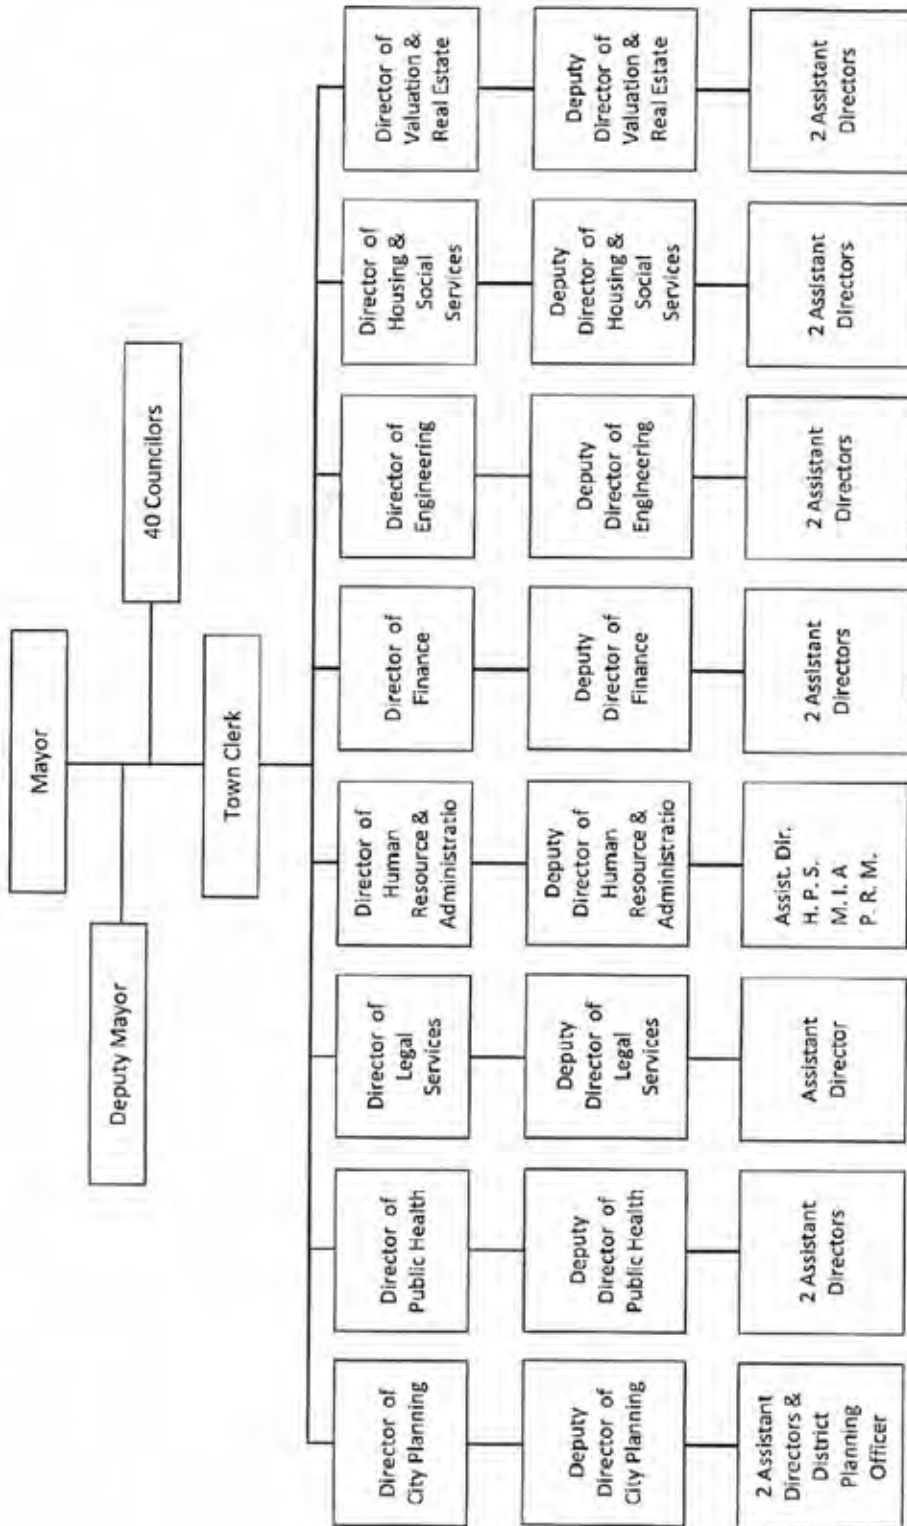 Mayor
Deputy Mayor
40 Councilors
Town Clerk
Director of
City Planning
Director of
Public Health
Director of
Legal
Services
Director of
Human
Resource &
Administratio
Director of
Finance
Director of
Engineering
Director of
Housing &
Social
Services
Director of
Valuation &
Real Estate
Deputy
Director of
City Planning
Deputy
Director of
Public Health
Deputy
Director of
Legal
Services
Deputy
Director of
Human
Resource &
Administratio
Deputy
Director of
Finance
Deputy
Director of
Engineering
Deputy
Director of
Housing &
Social
Services
Deputy
Director of
Valuation &
Real Estate
2 Assistant
Directors &
District
Planning
Officer
2 Assistant
Directors
Assistant
Director
Assist. Dir.
H. P. S.
M. I. A
P. R. M.
2 Assistant
Directors
2 Assistant
Directors
2 Assistant
Directors
2 Assistant
Directors